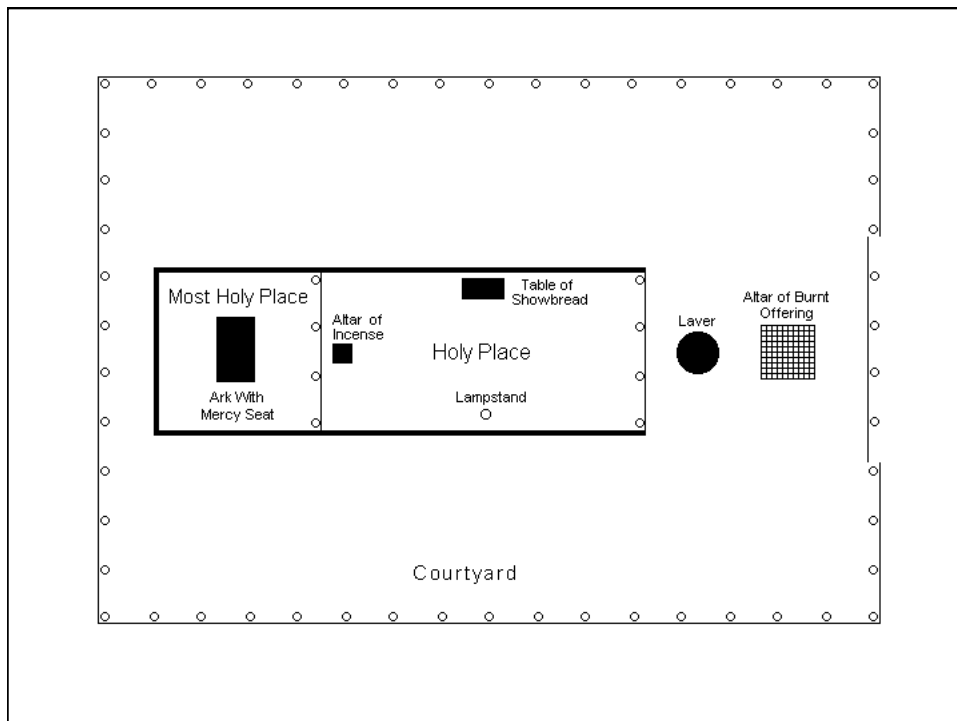 Most Holy Place
Ark With
Mercy Seat
Altar of
Incense
Table of
Showbread
Holy Place
Lampstand
Laver
Altar of Burnt
Offering
Courtyard